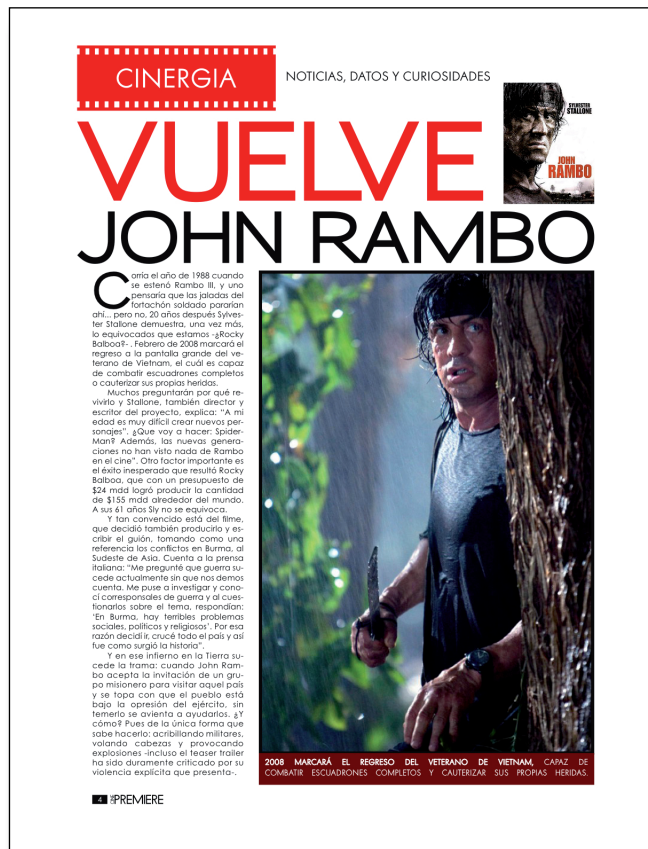 CINERGIA
NOTICIAS, DATOS Y CURIOSIDADES
SYLVESTER
STALLONE
JOHN
RAMBO
VUELVE
JOHN RAMBO
Corría el año de 1988 cuando
se estenó Rambo III, y uno
pensaría que las jaladas del
fortachón soldado pararían
ahí... pero no, 20 años después Sylves-
ter Stallone demuestra, una vez más,
lo equivocados que estamos -¿Rocky
Balboa?- . Febrero de 2008 marcará el
regreso a la pantalla grande del ve-
terano de Vietnam, el cuál es capaz
de combatir escuadrones completos
o cauterizar sus propias heridas.
Muchos preguntarán por qué re-
vivirlo y Stallone, también director y
escritor del proyecto, explica: “A mi
edad es muy difícil crear nuevos per-
sonajes”. ¿Que voy a hacer: Spider-
Man? Además, las nuevas genera-
ciones no han visto nada de Rambo
en el cine”. Otro factor importante es
el éxito inesperado que resultó Rocky
Balboa, que con un presupuesto de
$24 mdd logró producir la cantidad
de $155 mdd alrededor del mundo.
A sus 61 años Sly no se equivoca.
Y tan convencido está del filme,
que decidió también producirlo y es-
cribir el guión, tomando como una
referencia los conflictos en Burma, al
Sudeste de Asia. Cuenta a la prensa
italiana: “Me pregunté que guerra su-
cede actualmente sin que nos demos
cuenta. Me puse a investigar y cono-
cí corresponsales de guerra y al cues-
tionarlos sobre el tema, respondían:
‘En Burma, hay terribles problemas
sociales, políticos y religiosos’. Por esa
razón decidí ir, crucé todo el país y así
fue como surgió la historia”.
Y en ese infierno en la Tierra su-
cede la trama: cuando John Ram-
bo acepta la invitación de un gru-
po misionero para visitar aquel país
y se topa con que el pueblo está
bajo la opresión del ejército, sin
temerlo se avienta a ayudarlos. ¿Y
cómo? Pues de la única forma que
sabe hacerlo: acribillando militares,
volando cabezas y provocando
explosiones -incluso el teaser trailer
ha sido duramente criticado por su
violencia explícita que presenta-.
2008 MARCARÁ EL REGRESO DEL VETERANO DE VIETNAM, CAPAZ DE
COMBATIR ESCUADRONES COMPLETOS Y CAUTERIZAR SUS PROPIAS HERIDAS.
4 PREMIERE